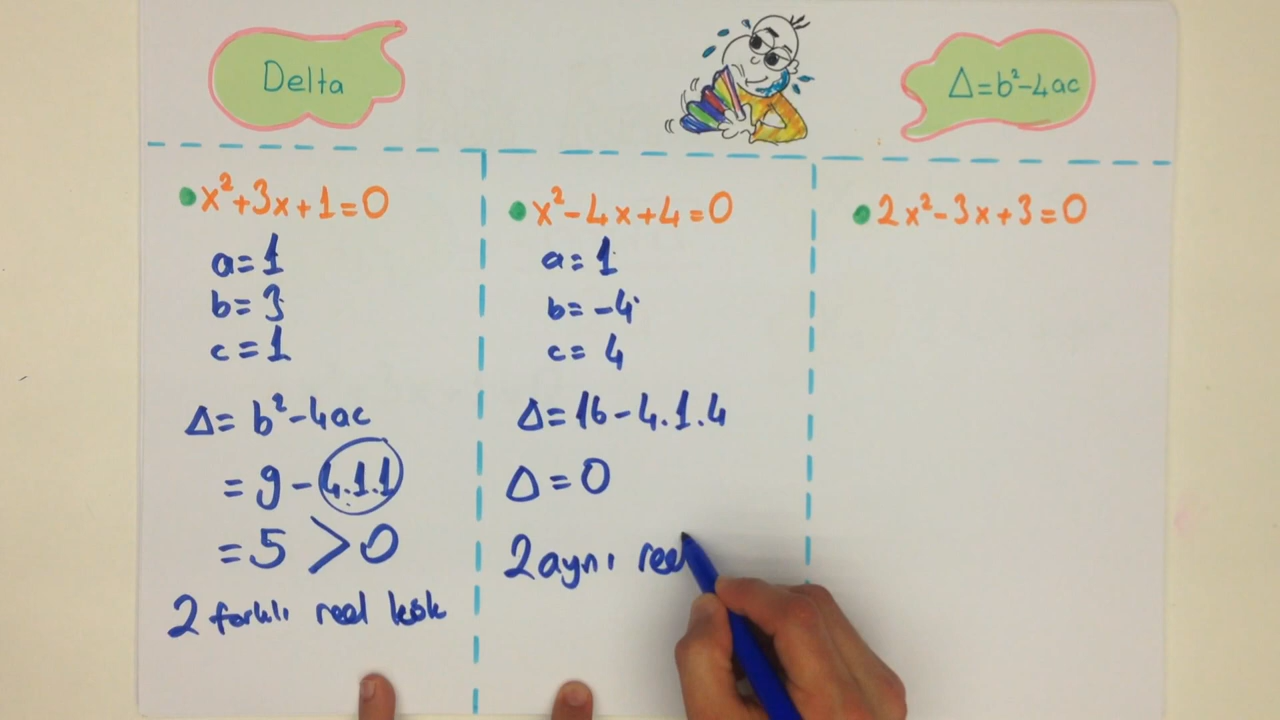 Delta
Δ=b²-4ac
x²+3x+1=0
a=1
b=3
c=1
Δ=b²-4ac
=9-4.1.1
=5>0
2 farklı reel kök
x²-4x+4=0
a=1
b=-4
c=4
Δ=16-4.1.4
Δ=0
2 aynı reel
2x²-3x+3=0